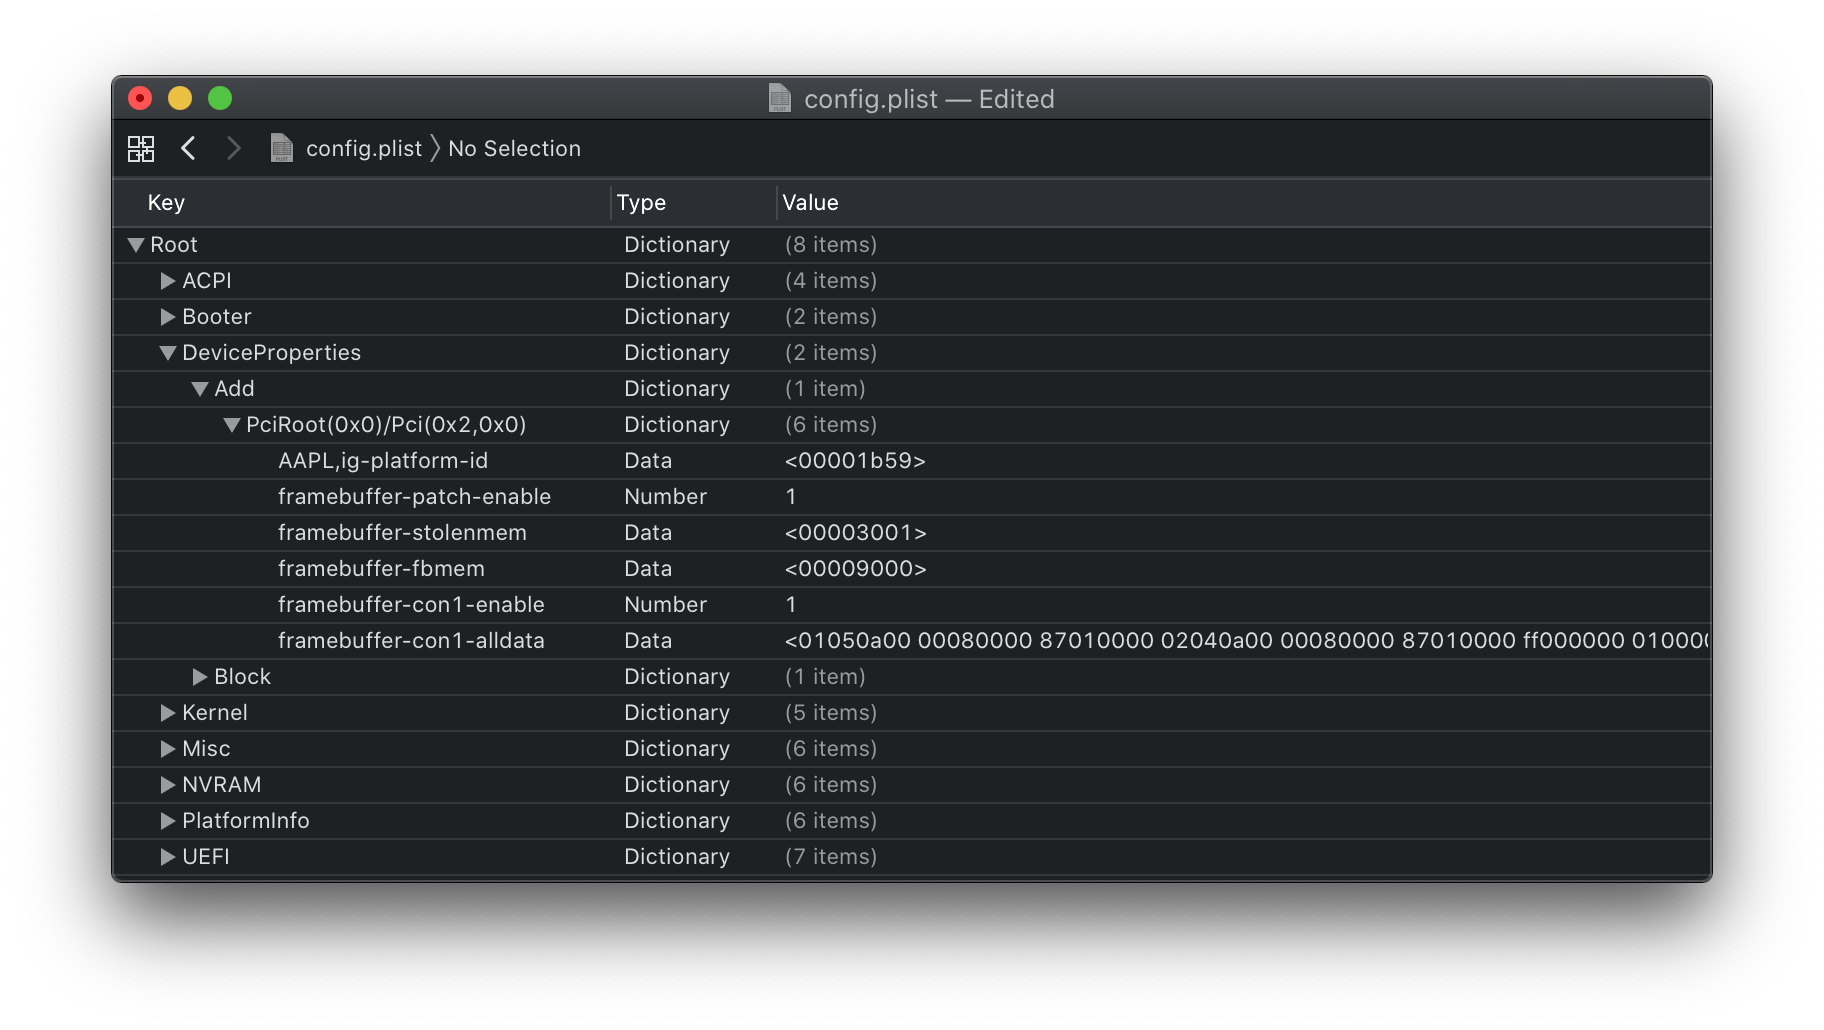 config.plist — Edited
config.plist 〉 No Selection
Key Type Value
Root Dictionary (8 items)
ACPI Dictionary (4 items)
Booter Dictionary (2 items)
DeviceProperties Dictionary (2 items)
Add Dictionary (1 item)
PciRoot(0x0)/Pci(0x2,0x0) Dictionary (6 items)
AAPL,ig-platform-id Data <00001b59>
framebuffer-patch-enable Number 1
framebuffer-stolenmem Data <00003001>
framebuffer-fbmem Data <00009000>
framebuffer-con1-enable Number 1
framebuffer-con1-alldata Data <01050a00 00080000 87010000 02040a00 00080000 87010000 ff000000 01000
Block Dictionary (1 item)
Kernel Dictionary (5 items)
Misc Dictionary (6 items)
NVRAM Dictionary (6 items)
PlatformInfo Dictionary (6 items)
UEFI Dictionary (7 items)